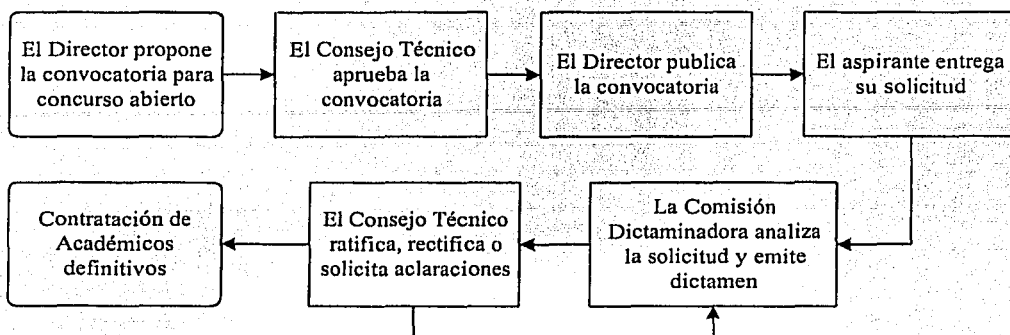 El Director propone
la convocatoria para
concurso abierto
El Consejo Técnico
aprueba la
convocatoria
El Director publica
la convocatoria
El aspirante entrega
su solicitud
Contratación de
Académicos
definitivos
El Consejo Técnico
ratifica, rectifica o
solicita aclaraciones
La Comisión
Dictaminadora analiza
la solicitud y emite
dictamen